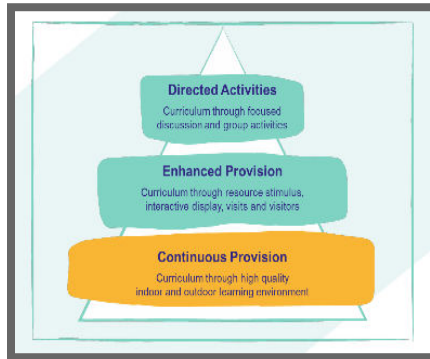 Directed Activities
Curriculum through focused
discussion and group activities
Enhanced Provision
Curriculum through resource stimulus,
interactive display, visits and visitors
Continuous Provision
Curriculum through high quality
indoor and outdoor learning environment